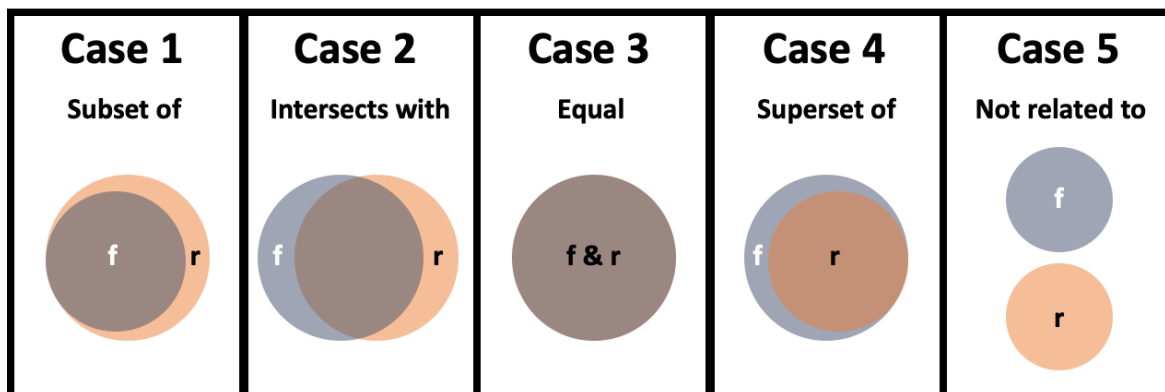 Case 1
Subset of
f
r
Case 2
Intersects with
f
r
Case 3
Equal
f & r
Case 4
Superset of
f
r
Case 5
Not related to
f
r